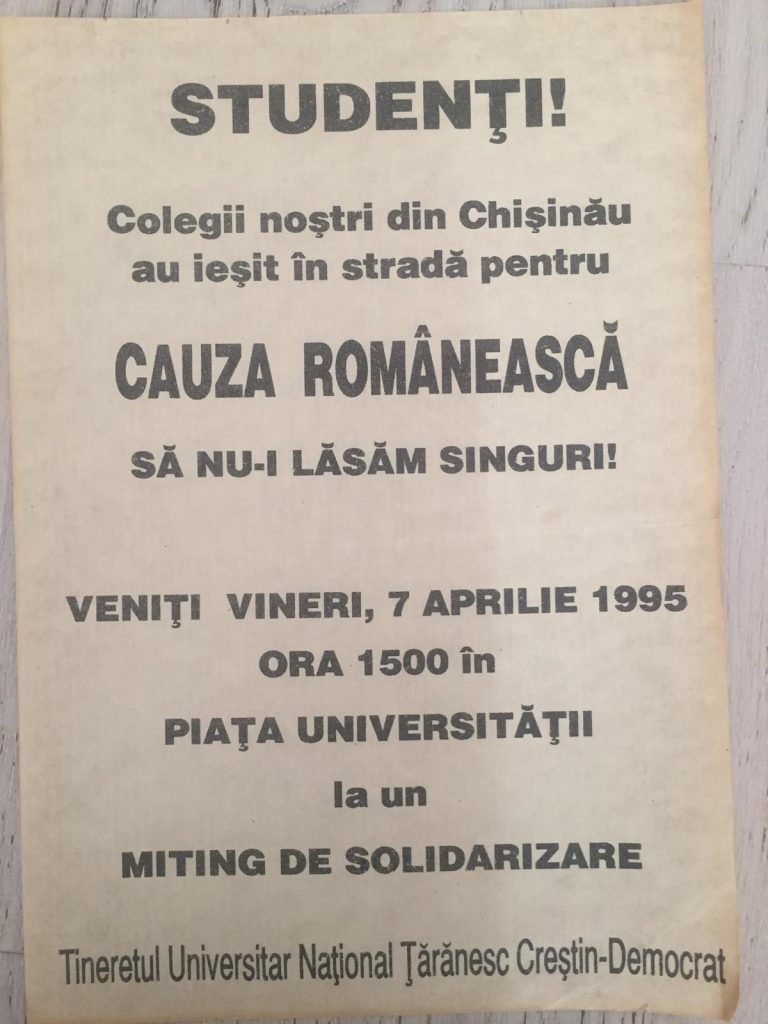 STUDENŢI!
Colegii noştri din Chişinău
au ieşit în stradă pentru
CAUZA ROMÂNEASCĂ
SĂ NU-I LĂSĂM SINGURI!
VENIŢI VINERI, 7 APRILIE 1995
ORA 1500 în
PIAŢA UNIVERSITĂŢII
la un
MITING DE SOLIDARIZARE
Tineretul Universitar Naţional Ţărănesc Creştin-Democrat